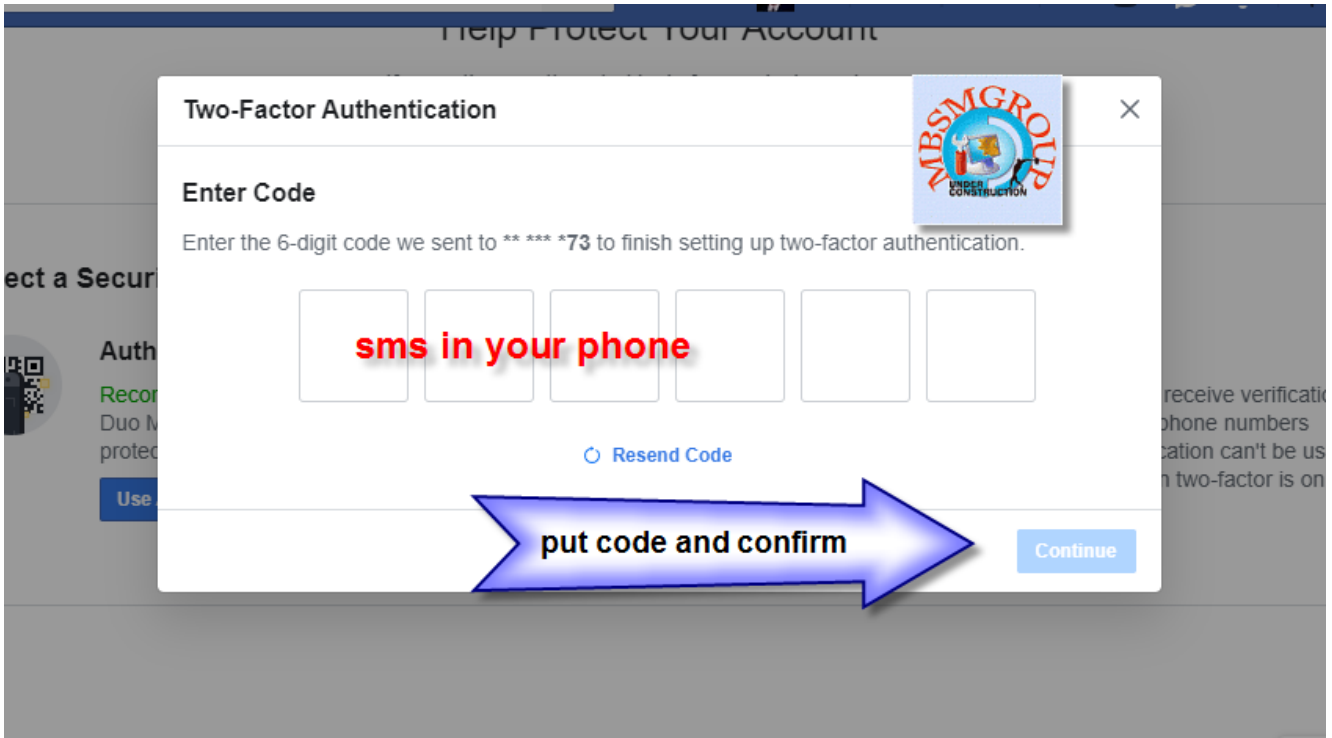 Help Protect Your Account
Two-Factor Authentication
MBSMGROUP
UNDER
CONSTRUCTION
Enter Code
Enter the 6-digit code we sent to ** *** *73 to finish setting up two-factor authentication.
ect a Securi
sms in your phone
Auth
Recor
Duo M
protec
Use
receive verificatio
phone numbers
cation can't be us
n two-factor is on
Resend Code
put code and confirm
Continue